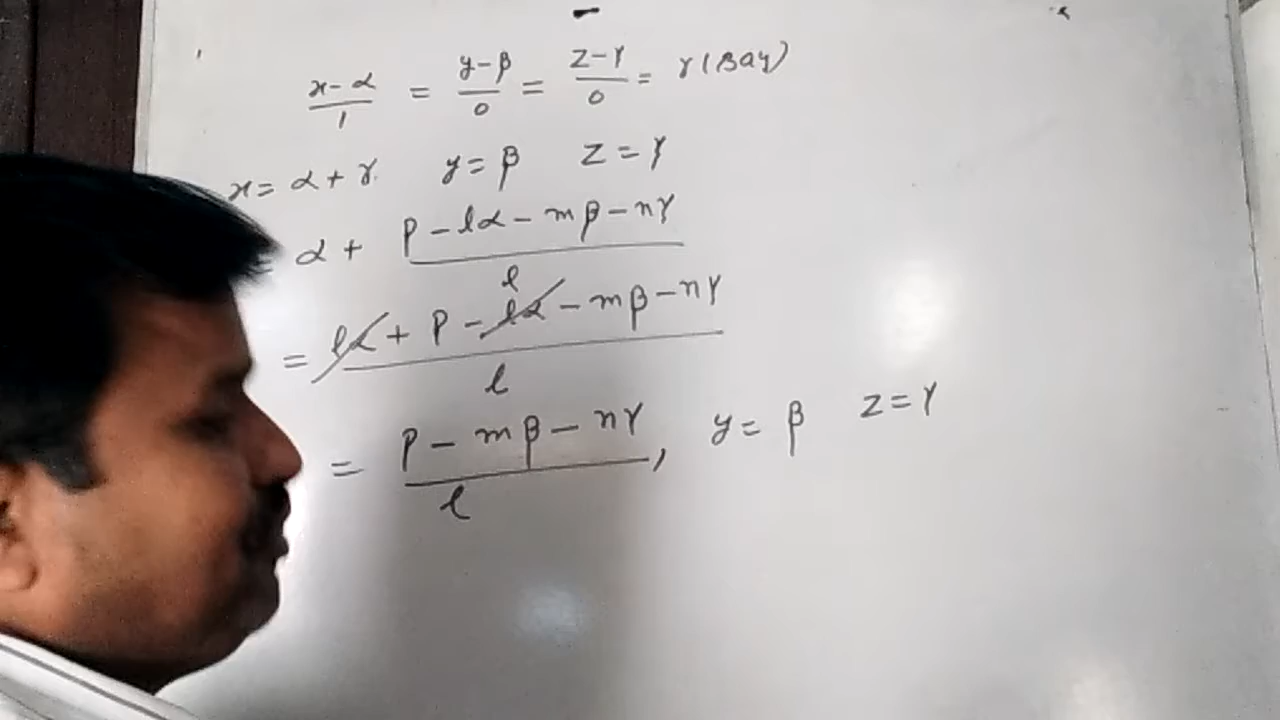 (x-α)/1 = (y-β)/0 = (z-γ)/0 = r (say)
x = α + r y = β z = γ
= α + (p - lα - mβ - nγ)/l
= (lα + p - lα - mβ - nγ)/l
= (p - mβ - nγ)/l , y = β z = γ